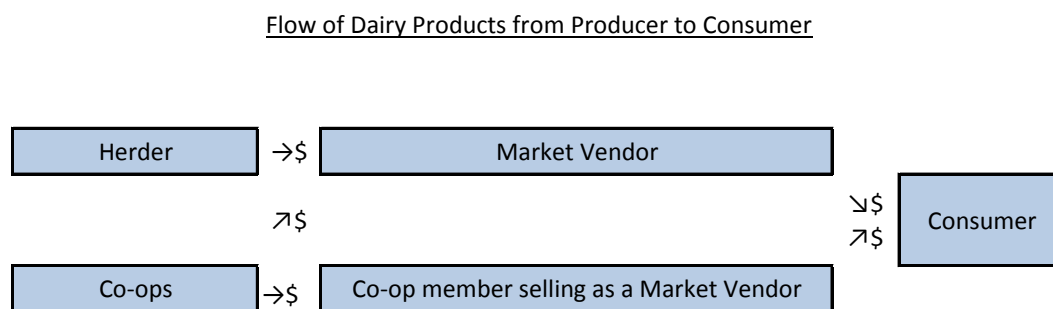 Flow of Dairy Products from Producer to Consumer
Herder →$ Market Vendor
↗$
↘$
↗$
Consumer
Co-ops →$ Co-op member selling as a Market Vendor